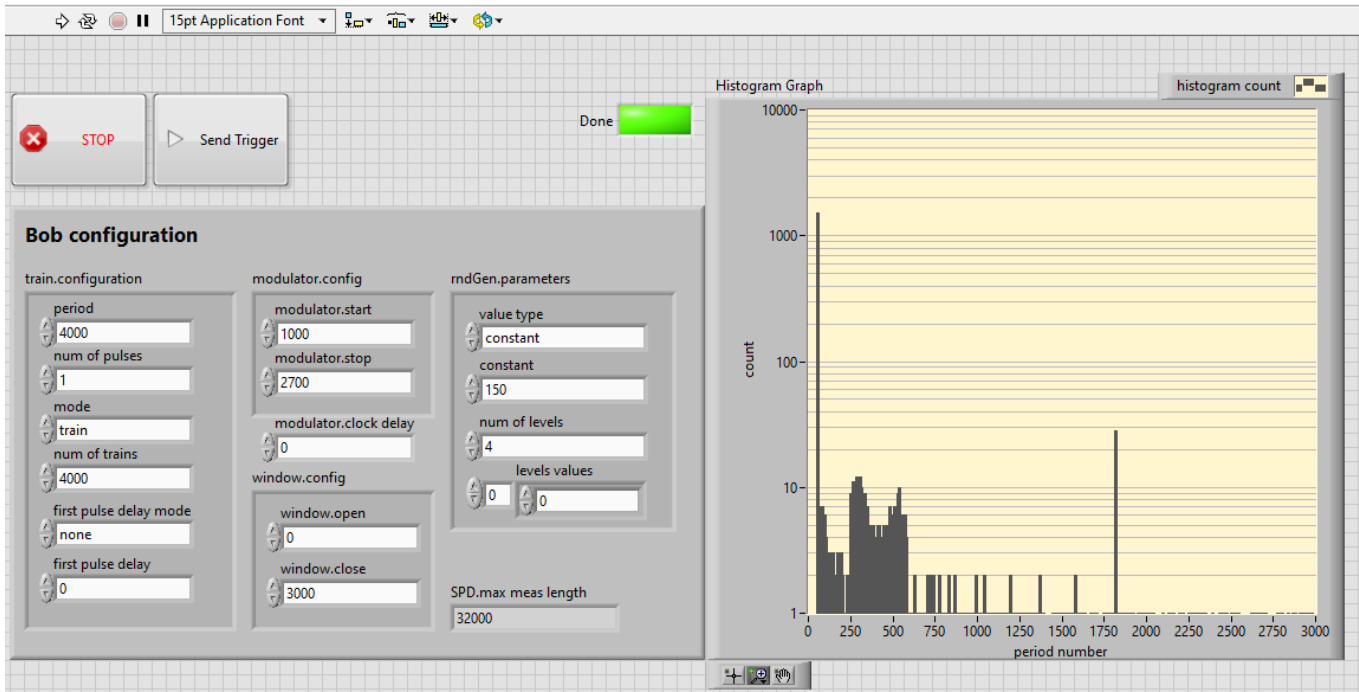 15pt Application Font
STOP
Send Trigger
Done
Bob configuration
train.configuration
period
4000
num of pulses
1
mode
train
num of trains
4000
first pulse delay mode
none
first pulse delay
0
modulator.config
modulator.start
1000
modulator.stop
2700
modulator.clock delay
0
window.config
window.open
0
window.close
3000
rndGen.parameters
value type
constant
constant
150
num of levels
4
levels values
0 0
SPD.max meas length
32000
Histogram Graph
histogram count
10000
1000
100
10
1
count
0 250 500 750 1000 1250 1500 1750 2000 2250 2500 2750 3000
period number